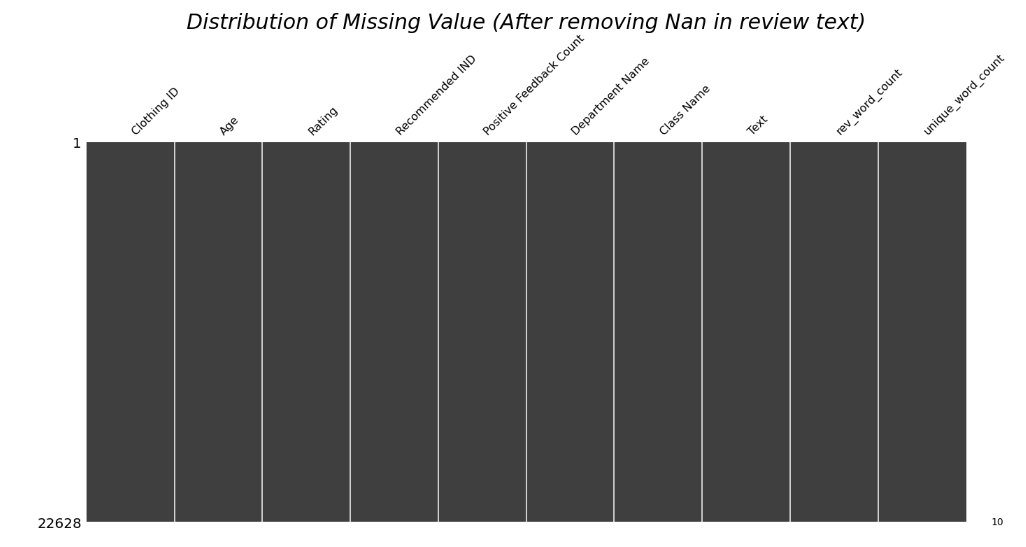 Distribution of Missing Value (After removing Nan in review text)
Clothing ID
Age
Rating
Recommended IND
Positive Feedback Count
Department Name
Class Name
Text
rev_word_count
unique_word_count
1
22628
10